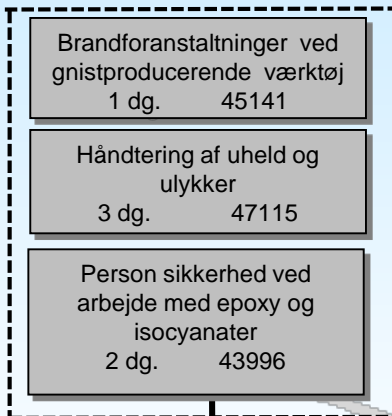 Brandforanstaltninger ved
gnistproducerende værktøj
1 dg. 45141
Håndtering af uheld og
ulykker
3 dg. 47115
Person sikkerhed ved
arbejde med epoxy og
isocyanater
2 dg. 43996